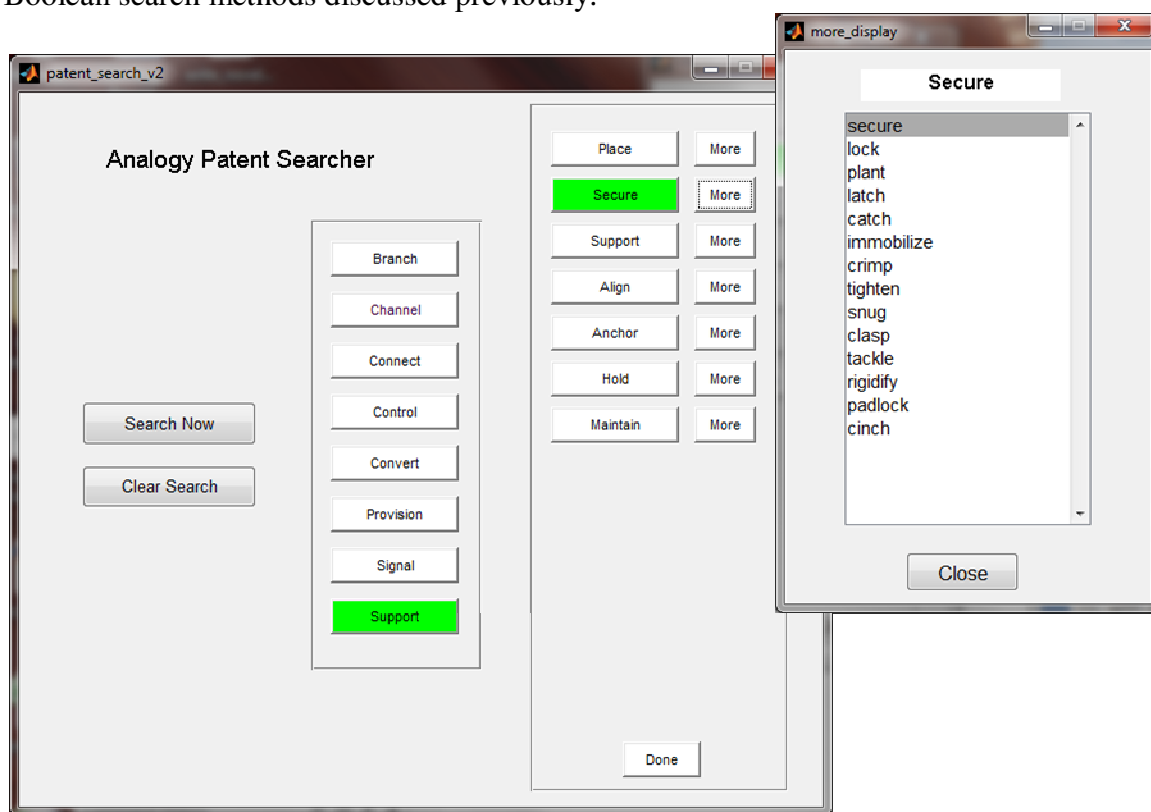 Boolean search methods discussed previously.
patent_search_v2
Analogy Patent Searcher
Search Now
Clear Search
Branch
Channel
Connect
Control
Convert
Provision
Signal
Support
Place More
Secure More
Support More
Align More
Anchor More
Hold More
Maintain More
Done
more_display
Secure
secure
lock
plant
latch
catch
immobilize
crimp
tighten
snug
clasp
tackle
rigidify
padlock
cinch
Close